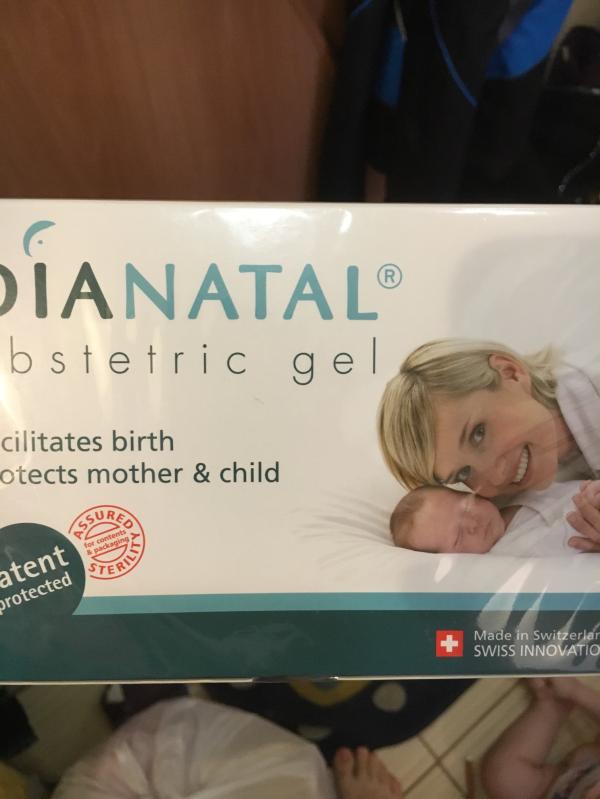 DIANATAL®
bstetric gel
cilitates birth
otects mother & child
ASSURED
for contents
& packaging
STERILITY
atent
protected
Made in Switzerlan
SWISS INNOVATIO